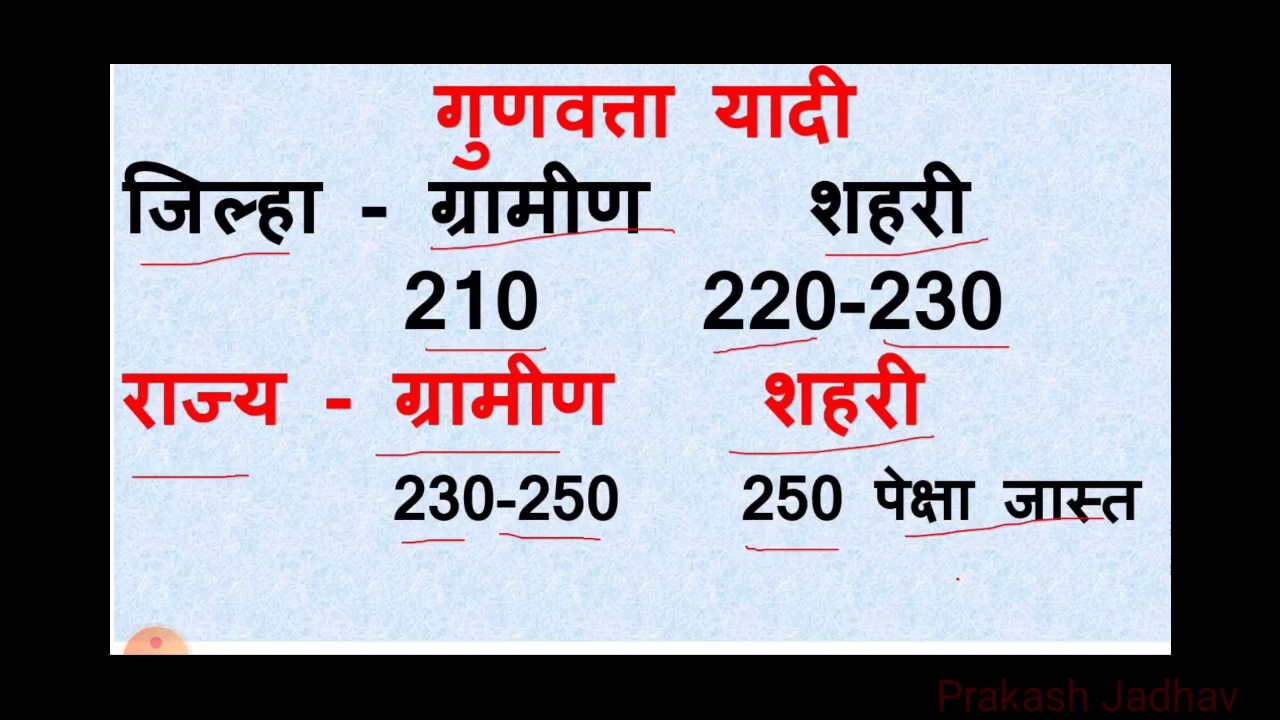 गुणवत्ता यादी
जिल्हा - ग्रामीण शहरी
210 220-230
राज्य - ग्रामीण शहरी
230-250 250 पेक्षा जास्त
Prakash Jadhav